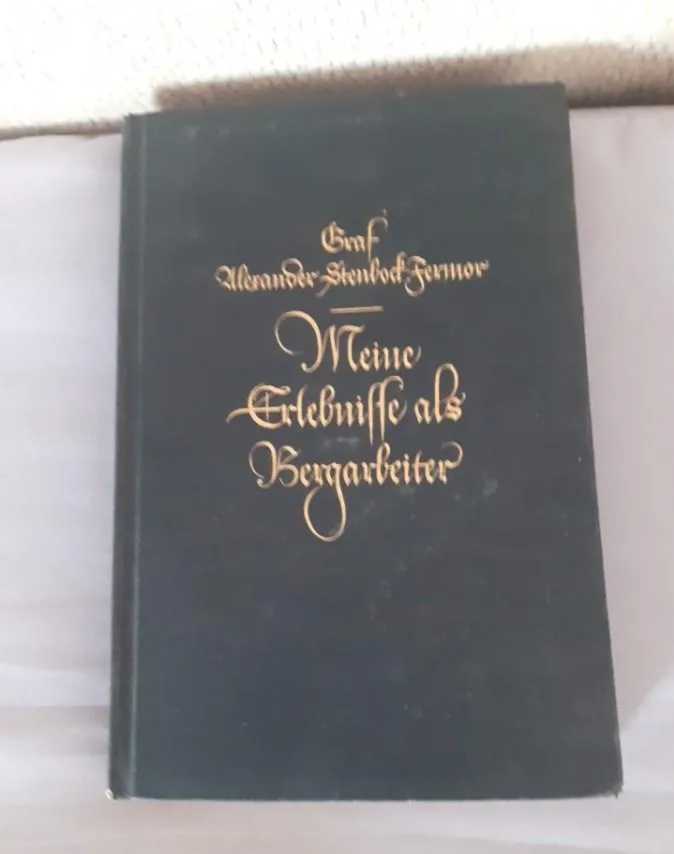 Graf
Alexander Stenbock-Fermor
Meine
Erlebnisse als
Bergarbeiter